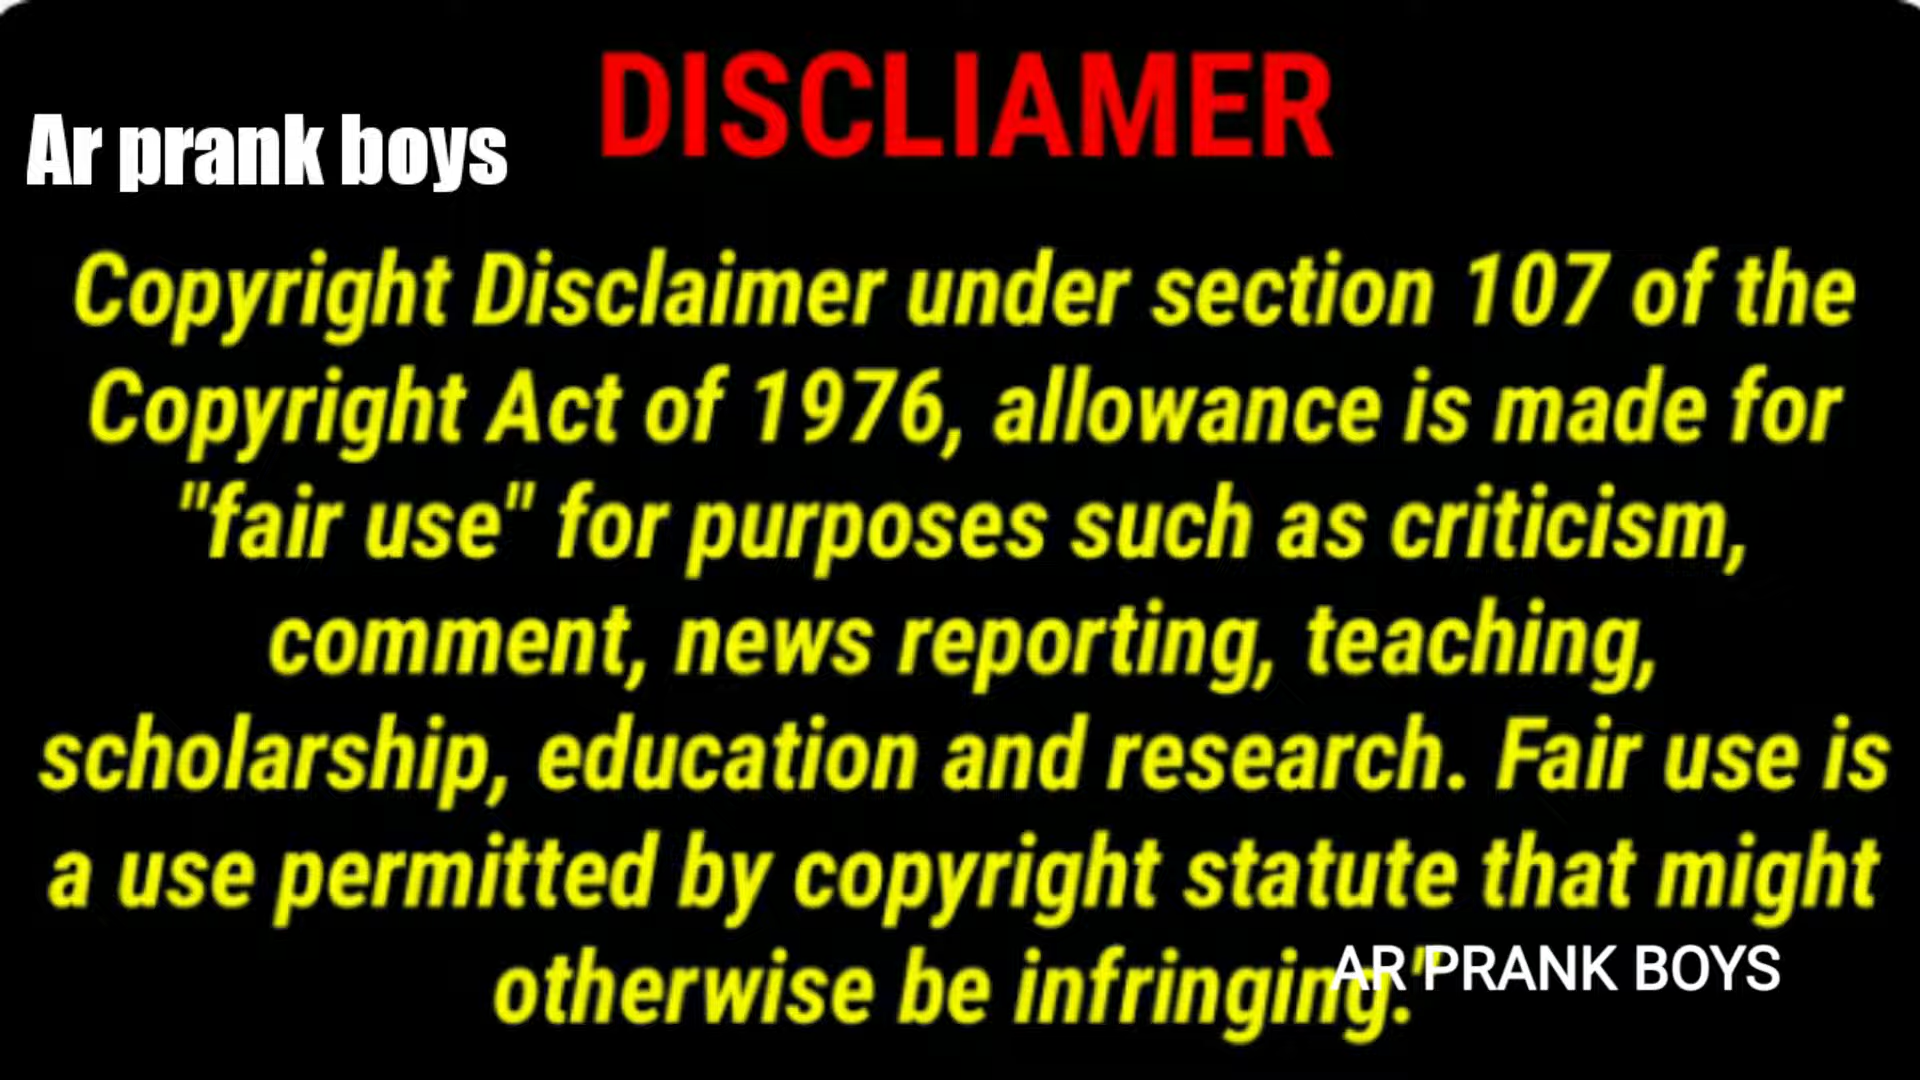 DISCLIAMER
Ar prank boys
Copyright Disclaimer under section 107 of the
Copyright Act of 1976, allowance is made for
"fair use" for purposes such as criticism,
comment, news reporting, teaching,
scholarship, education and research. Fair use is
a use permitted by copyright statute that might
otherwise be infringing."
AR PRANK BOYS